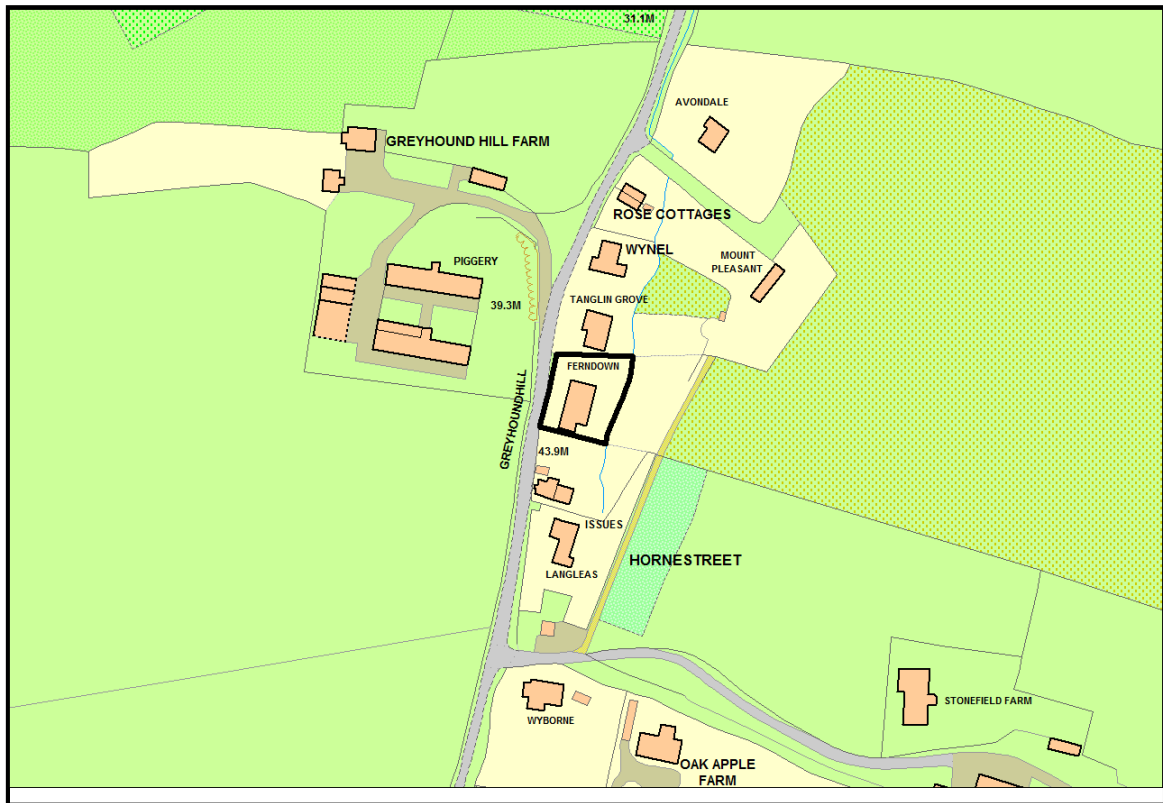 31.1M
AVONDALE
GREYHOUND HILL FARM
ROSE COTTAGES
WYNEL
MOUNT
PLEASANT
PIGGERY
TANGLIN GROVE
39.3M
FERNDOWN
GREYHOUNDHILL
43.9M
ISSUES
HORNESTREET
LANGLEAS
STONEFIELD FARM
WYBORNE
OAK APPLE
FARM